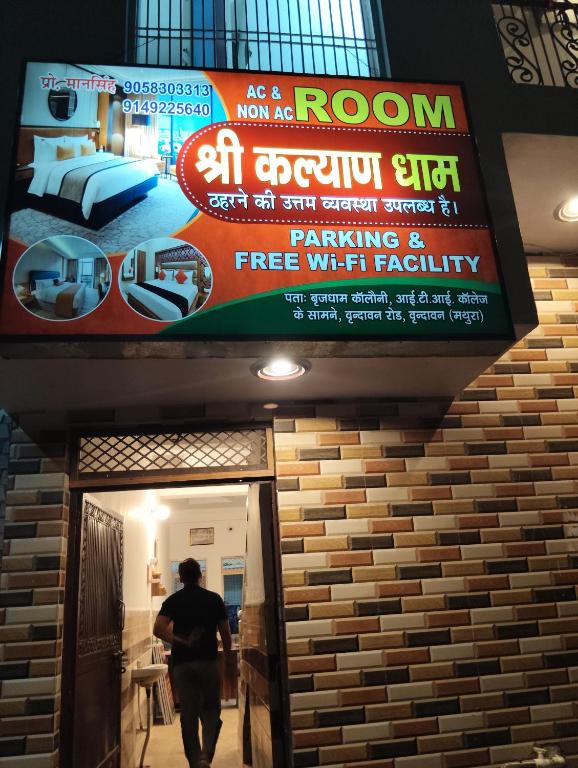 प्रो. मानसिंह 9058303313
9149225640
AC &
NON AC ROOM
श्री कल्याण धाम
ठहरने की उत्तम व्यवस्था उपलब्ध है।
PARKING &
FREE Wi-Fi FACILITY
पताः बृजधाम कॉलौनी, आई.टी.आई. कॉलेज
के सामने, वृन्दावन रोड, वृन्दावन (मथुरा)